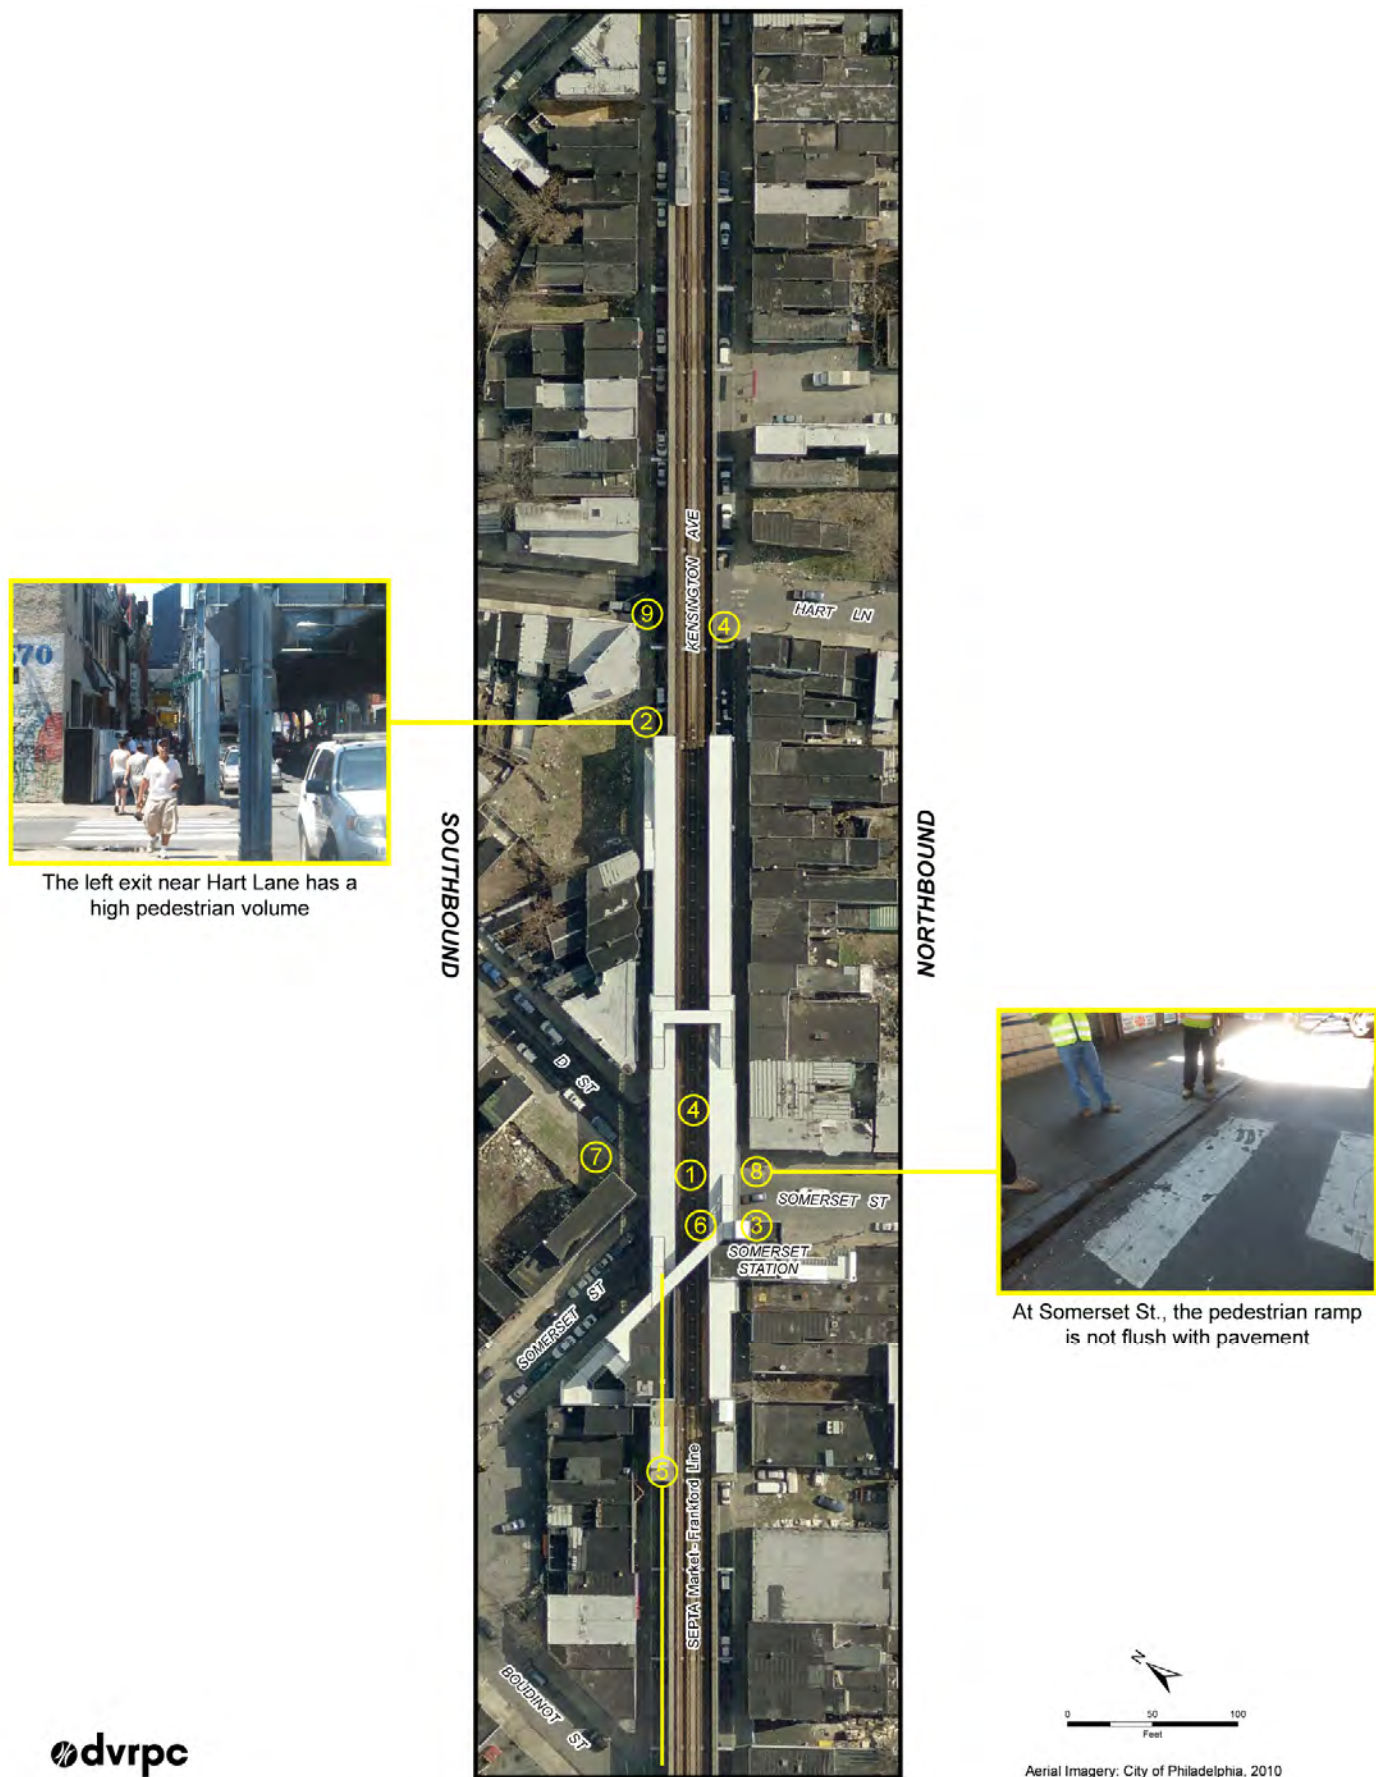 KENSINGTON AVE
HART LN
9
4
70
2
The left exit near Hart Lane has a
high pedestrian volume
SOUTHBOUND
NORTHBOUND
D ST
4
7
1
8
SOMERSET ST
6
3
SOMERSET
STATION
At Somerset St., the pedestrian ramp
is not flush with pavement
SOMERSET ST
SEPTA Market - Frankford Line
BOUDINOT ST
N
0 50 100
Feet
dvrpc
Aerial Imagery: City of Philadelphia, 2010